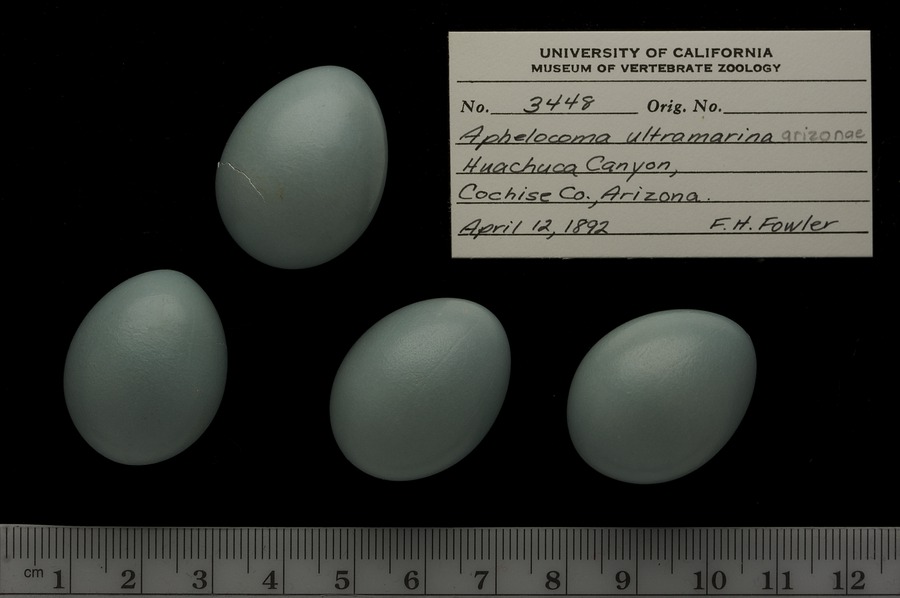 UNIVERSITY OF CALIFORNIA
MUSEUM OF VERTEBRATE ZOOLOGY
No. 3448 Orig. No.
Aphelocoma ultramarina arizonae
Huachuca Canyon,
Cochise Co., Arizona.
April 12, 1892 F.H. Fowler
cm 1 2 3 4 5 6 7 8 9 10 11 12